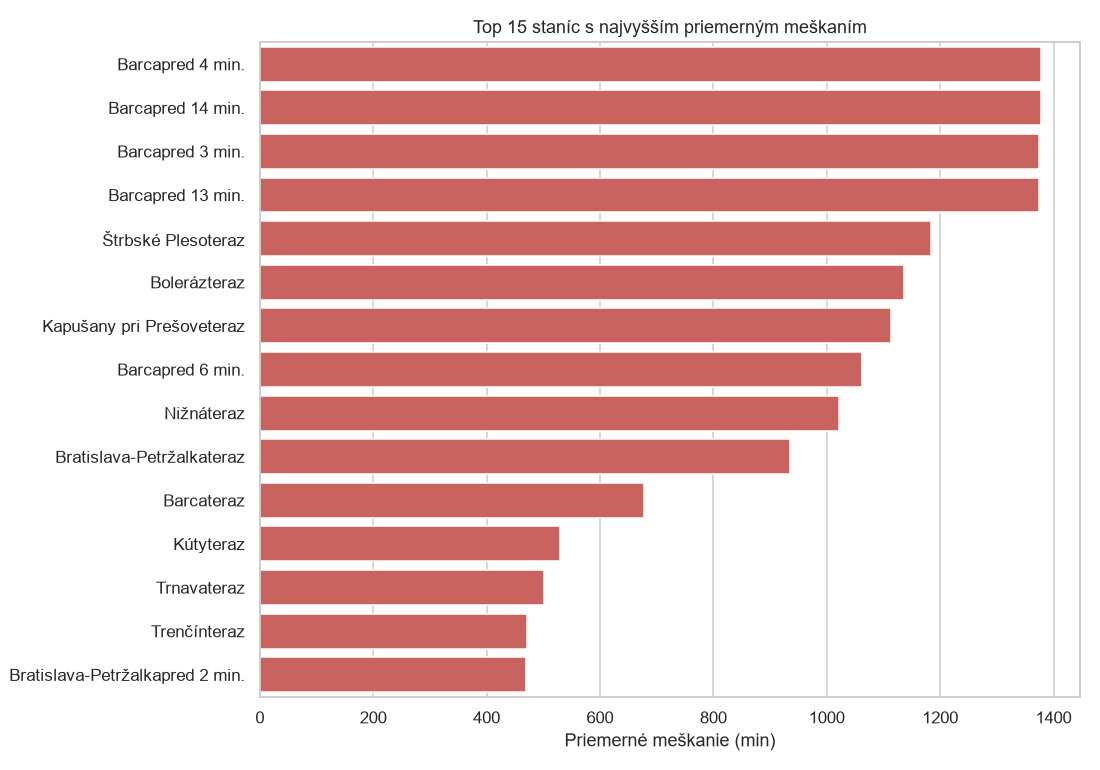 Top 15 staníc s najvyšším priemerným meškaním
Barcapred 4 min.
Barcapred 14 min.
Barcapred 3 min.
Barcapred 13 min.
Štrbské Plesoteraz
Bolerázteraz
Kapušany pri Prešoveteraz
Barcapred 6 min.
Nižnáteraz
Bratislava-Petržalkateraz
Barcateraz
Kútyteraz
Trnavateraz
Trenčínteraz
Bratislava-Petržalkapred 2 min.
0 200 400 600 800 1000 1200 1400
Priemerné meškanie (min)